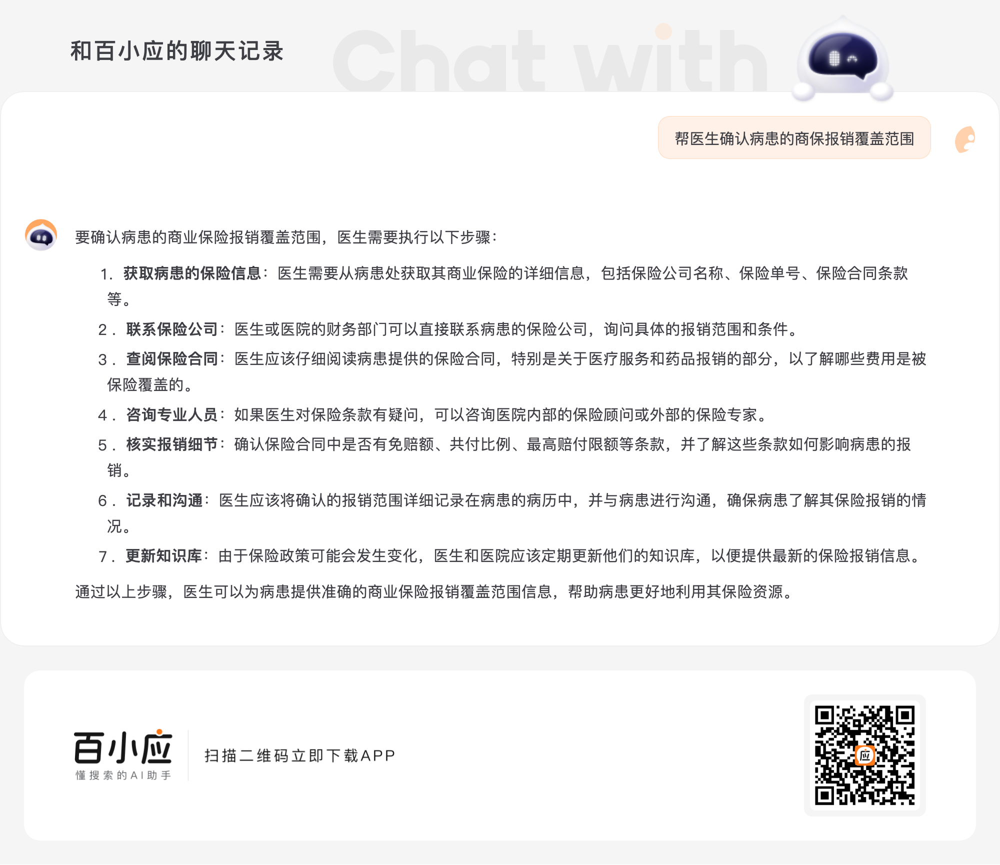 和百小应的聊天记录
Chat with
帮医生确认病患的商保报销覆盖范围
要确认病患的商业保险报销覆盖范围，医生需要执行以下步骤：
1. 获取病患的保险信息：医生需要从病患处获取其商业保险的详细信息，包括保险公司名称、保险单号、保险合同条款
等。
2. 联系保险公司：医生或医院的财务部门可以直接联系病患的保险公司，询问具体的报销范围和条件。
3. 查阅保险合同：医生应该仔细阅读病患提供的保险合同，特别是关于医疗服务和药品报销的部分，以了解哪些费用是被
保险覆盖的。
4. 咨询专业人员：如果医生对保险条款有疑问，可以咨询医院内部的保险顾问或外部的保险专家。
5. 核实报销细节：确认保险合同中是否有免赔额、共付比例、最高赔付限额等条款，并了解这些条款如何影响病患的报
销。
6. 记录和沟通：医生应该将确认的报销范围详细记录在病患的病历中，并与病患进行沟通，确保病患了解其保险报销的情
况。
7. 更新知识库：由于保险政策可能会发生变化，医生和医院应该定期更新他们的知识库，以便提供最新的保险报销信息。
通过以上步骤，医生可以为病患提供准确的商业保险报销覆盖范围信息，帮助病患更好地利用其保险资源。
百小应
懂搜索的AI助手
扫描二维码立即下载APP
应